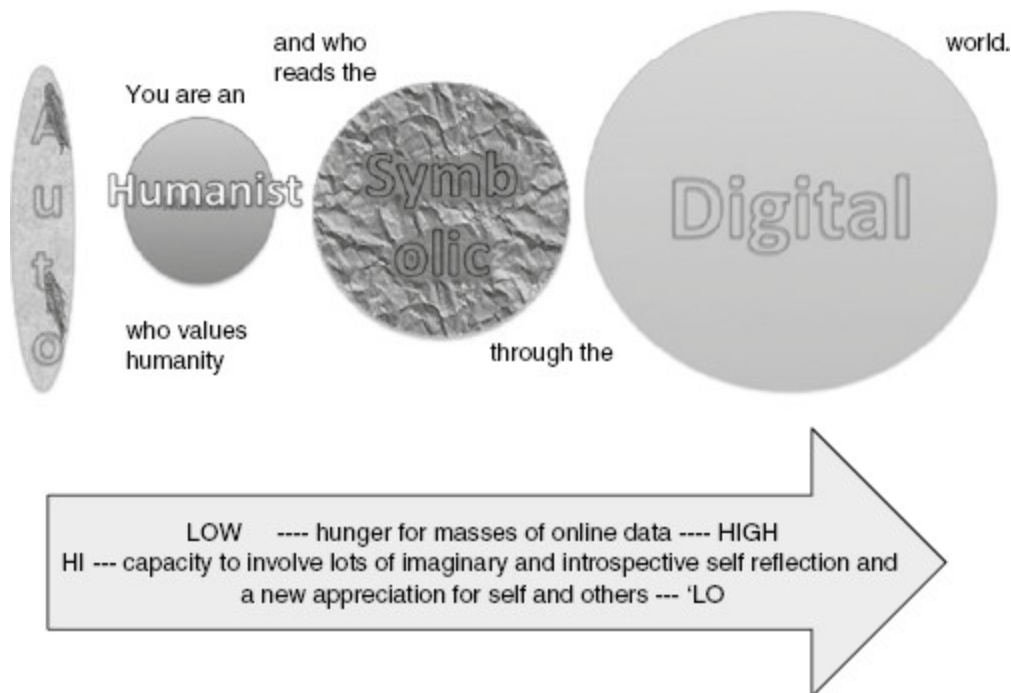 Auto
You are an
Humanist
who values
humanity
and who
reads the
Symb
olic
through the
Digital
world.
LOW ---- hunger for masses of online data ---- HIGH
HI --- capacity to involve lots of imaginary and introspective self reflection and
a new appreciation for self and others --- ‘LO